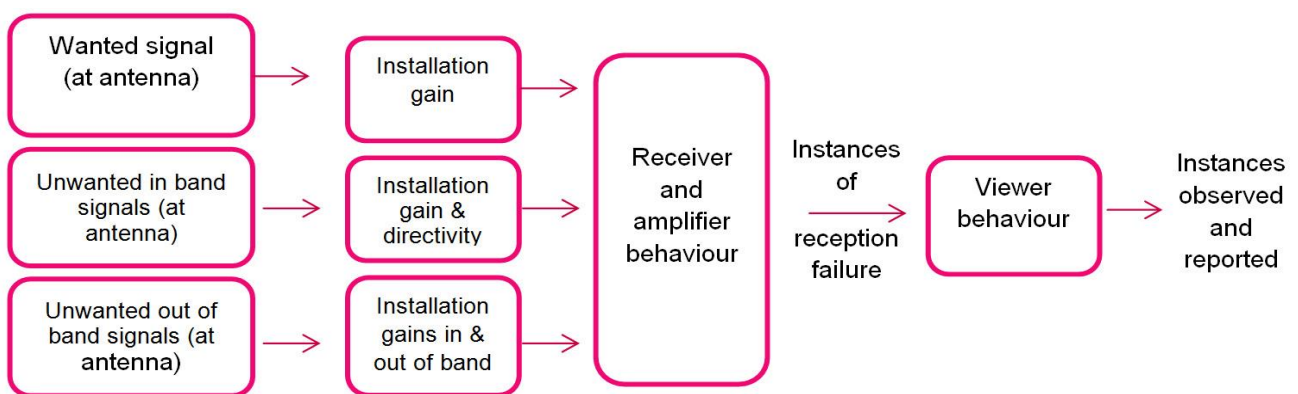 Wanted signal
(at antenna)
Installation
gain
Unwanted in band
signals (at
antenna)
Installation
gain &
directivity
Unwanted out of
band signals (at
antenna)
Installation
gains in &
out of band
Receiver
and
amplifier
behaviour
Instances
of
reception
failure
Viewer
behaviour
Instances
observed
and
reported